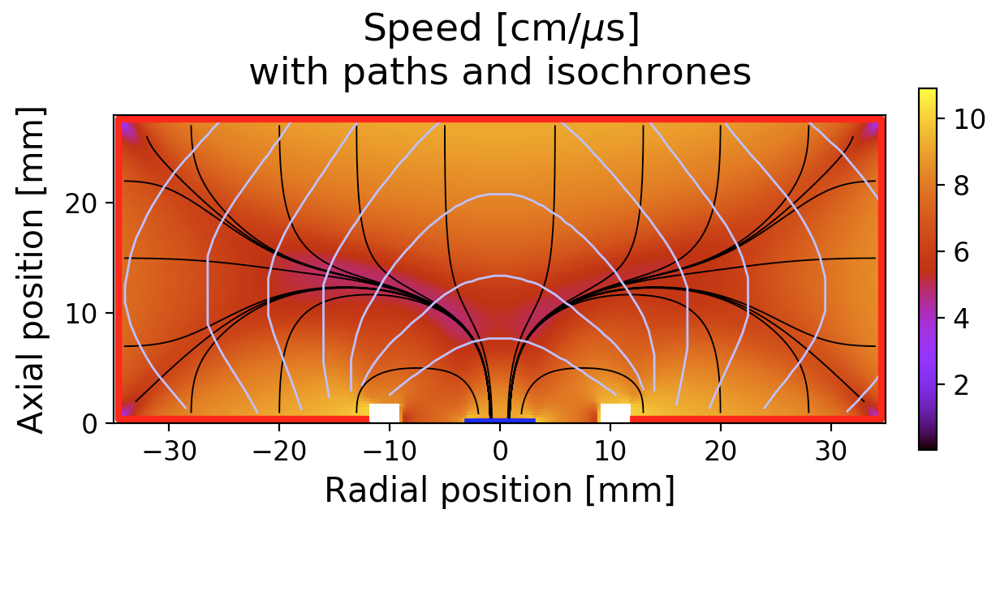 Speed [cm/μs]
with paths and isochrones
Axial position [mm]
20
10
0
−30 −20 −10 0 10 20 30
Radial position [mm]
10
8
6
4
2